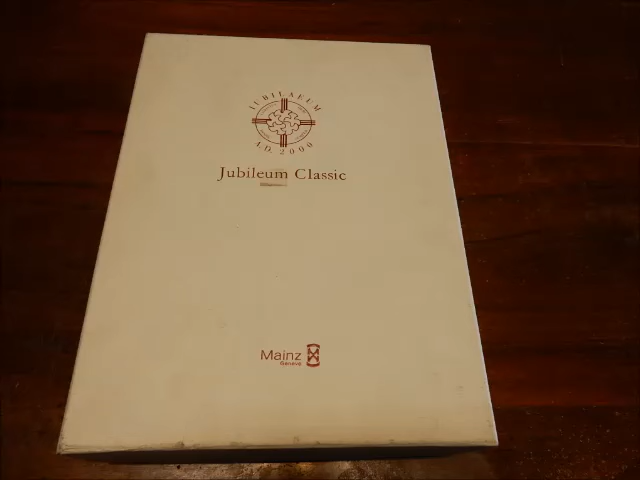 IUBILAEUM
A.D. 2000
Jubileum Classic
Mainz
Geneve